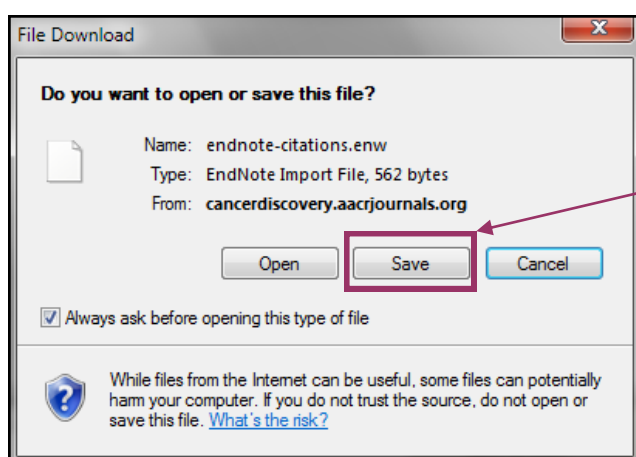 File Download
Do you want to open or save this file?
Name: endnote-citations.enw
Type: EndNote Import File, 562 bytes
From: cancerdiscovery.aacrjournals.org
Open Save Cancel
Always ask before opening this type of file
While files from the Internet can be useful, some files can potentially
harm your computer. If you do not trust the source, do not open or
save this file. What's the risk?